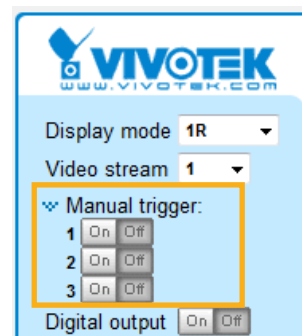 VIVOTEK
www.vivotek.com
Display mode 1R
Video stream 1
Manual trigger:
1 On Off
2 On Off
3 On Off
Digital output On Off